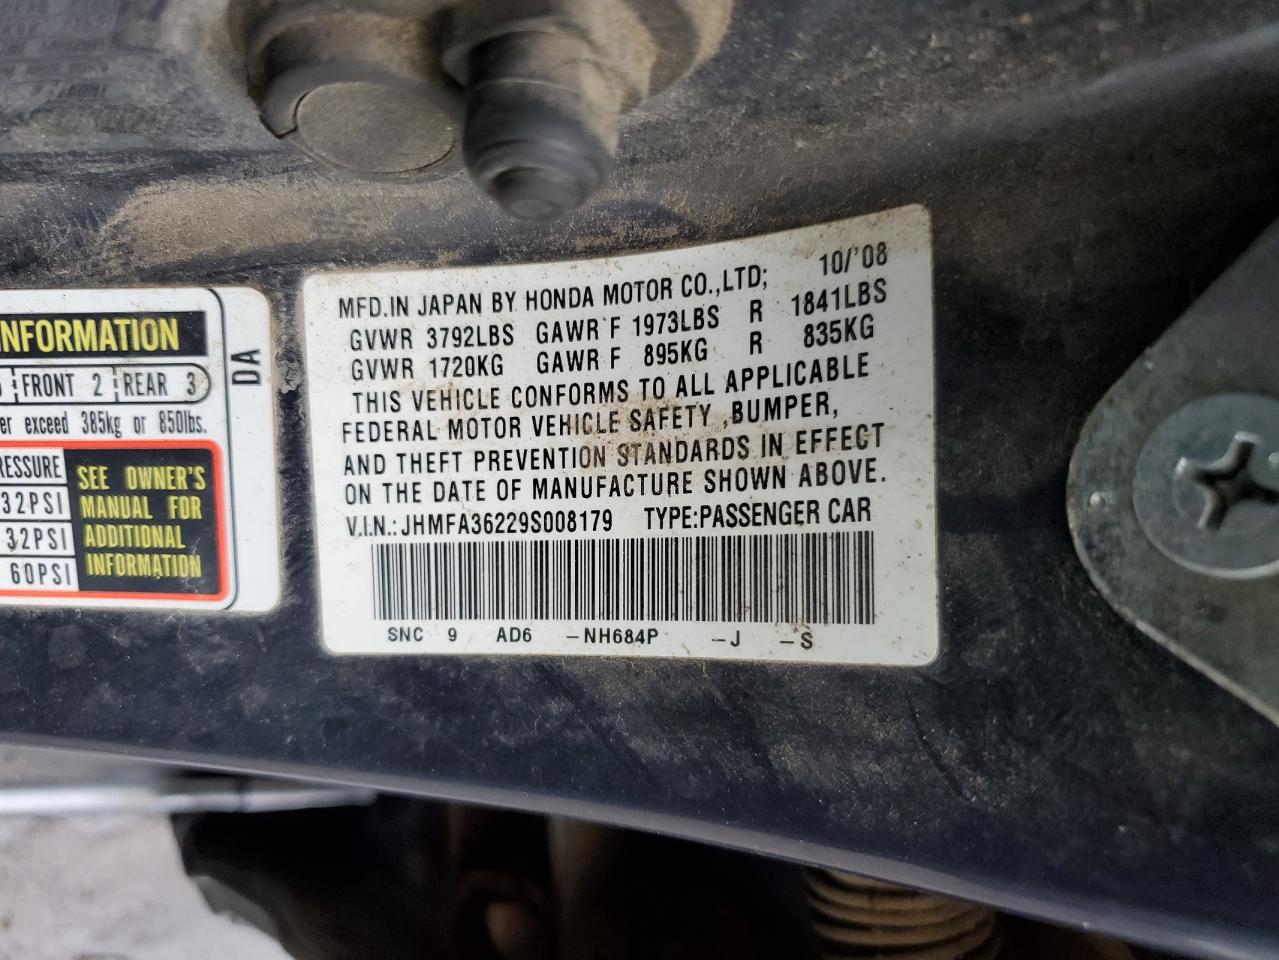 INFORMATION
FRONT 2 REAR 3
DA
er exceed 385kg or 850lbs.
RESSURE
32PSI
32PSI
60PSI
SEE OWNER'S
MANUAL FOR
ADDITIONAL
INFORMATION
MFD.IN JAPAN BY HONDA MOTOR CO.,LTD; 10/'08
GVWR 3792LBS GAWR F 1973LBS R 1841LBS
GVWR 1720KG GAWR F 895KG R 835KG
THIS VEHICLE CONFORMS TO ALL APPLICABLE
FEDERAL MOTOR VEHICLE SAFETY ,BUMPER,
AND THEFT PREVENTION STANDARDS IN EFFECT
ON THE DATE OF MANUFACTURE SHOWN ABOVE.
V.I.N.:JHMFA36229S008179 TYPE:PASSENGER CAR
SNC 9 AD6 -NH684P -J -S